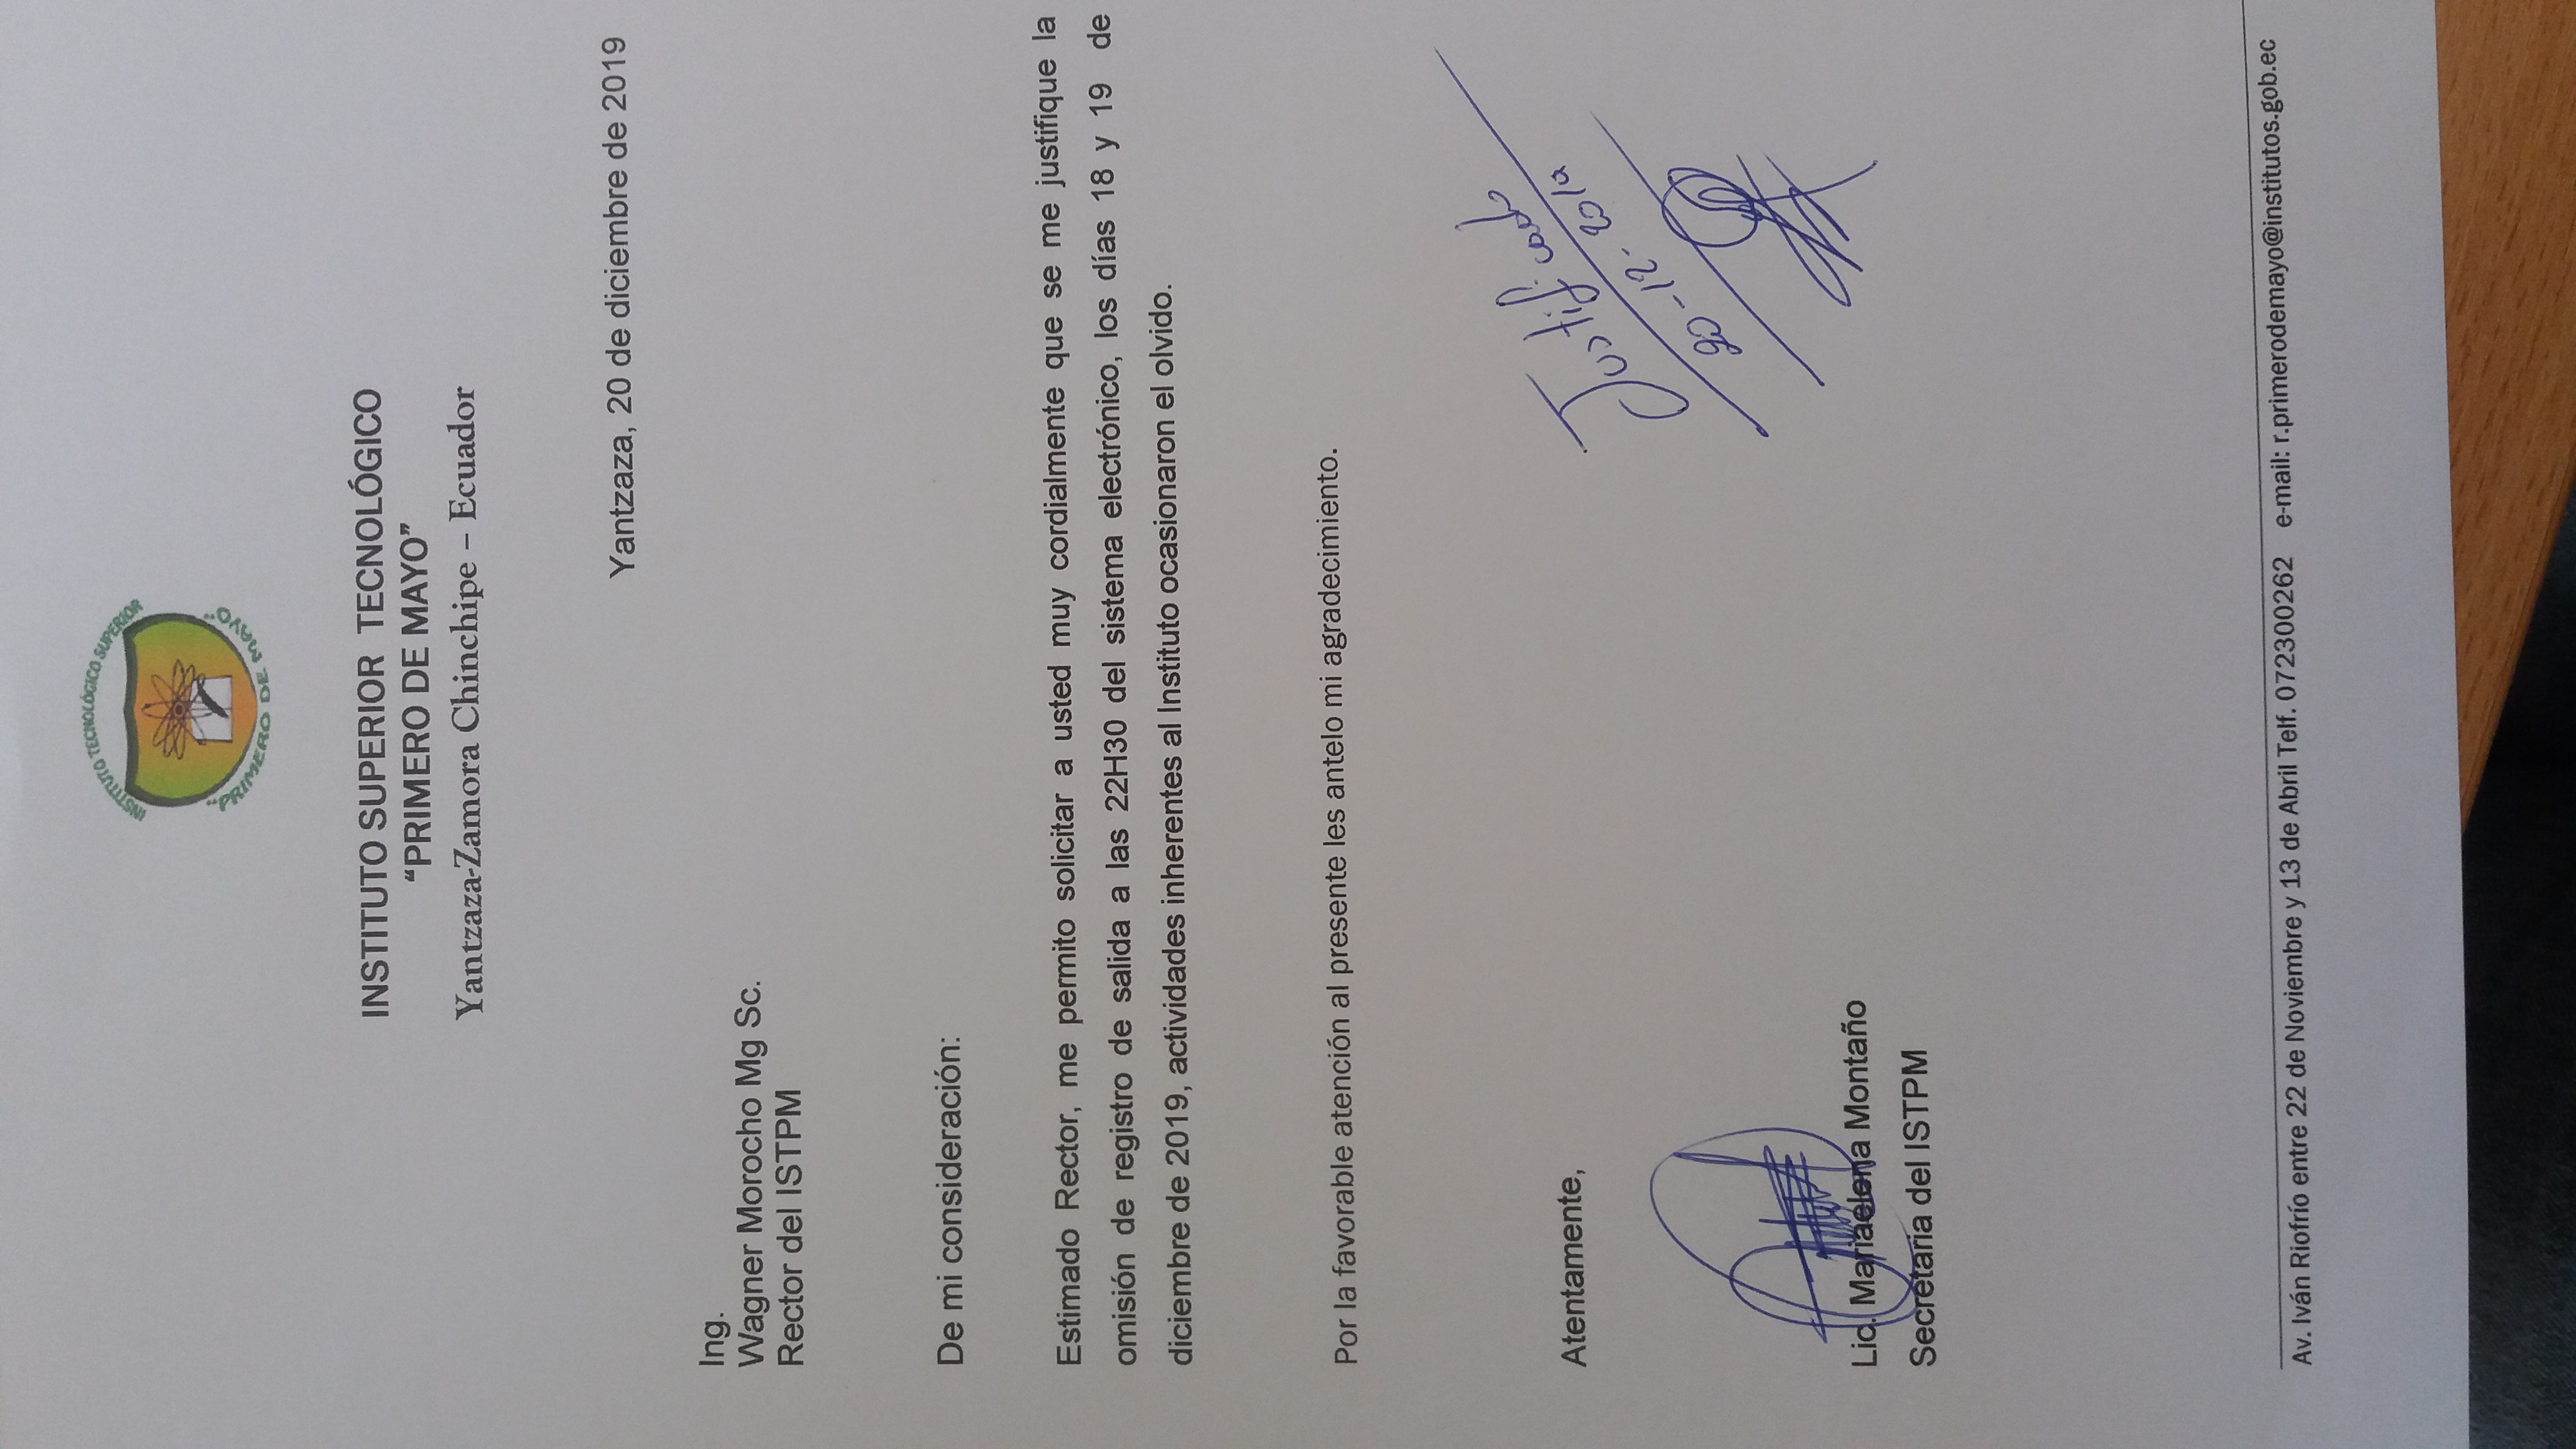 INSTITUTO TECNOLÓGICO SUPERIOR
"PRIMERO DE MAYO"
INSTITUTO SUPERIOR TECNOLÓGICO
“PRIMERO DE MAYO”
Yantzaza-Zamora Chinchipe – Ecuador
Yantzaza, 20 de diciembre de 2019
Ing.
Wagner Morocho Mg Sc.
Rector del ISTPM
De mi consideración:
Estimado Rector, me permito solicitar a usted muy cordialmente que se me justifique la
omisión de registro de salida a las 22H30 del sistema electrónico, los días 18 y 19 de
diciembre de 2019, actividades inherentes al Instituto ocasionaron el olvido.
Por la favorable atención al presente les antelo mi agradecimiento.
Atentamente,
Justificado
20-12-2019
Lic. Mariaelena Montaño
Secretaria del ISTPM
Av. Iván Riofrío entre 22 de Noviembre y 13 de Abril Telf. 072300262 e-mail: r.primerodemayo@institutos.gob.ec